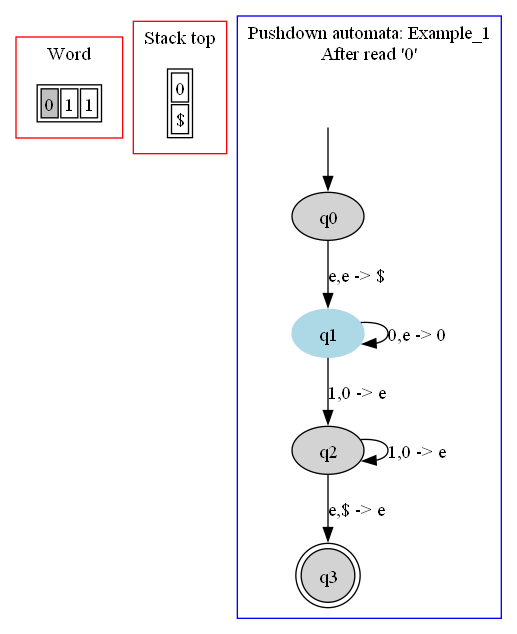 Word
0 1 1
Stack top
0
$
Pushdown automata: Example_1
After read '0'
q0
e,e -> $
q1
0,e -> 0
1,0 -> e
q2
1,0 -> e
e,$ -> e
q3